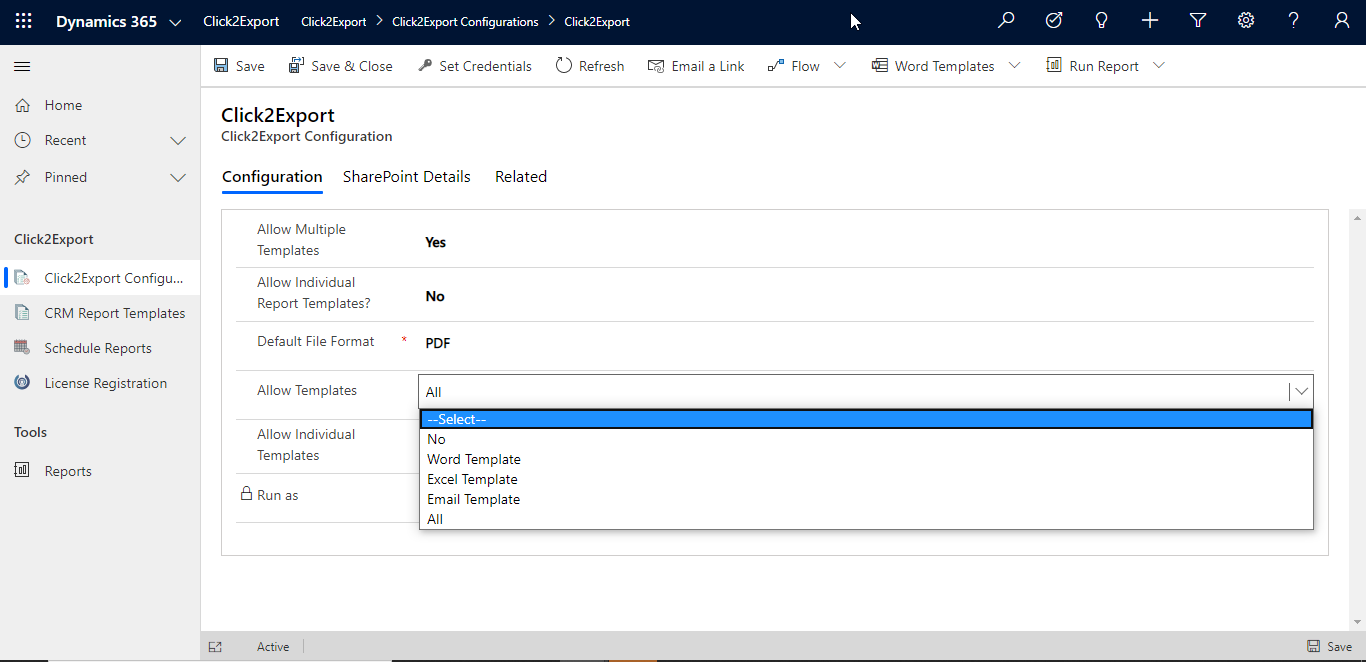 Dynamics 365
Click2Export
Click2Export > Click2Export Configurations > Click2Export
Save
Save & Close
Set Credentials
Refresh
Email a Link
Flow
Word Templates
Run Report
Home
Recent
Pinned
Click2Export
Click2Export Configu...
CRM Report Templates
Schedule Reports
License Registration
Tools
Reports
Click2Export
Click2Export Configuration
Configuration
SharePoint Details
Related
Allow Multiple
Templates
Yes
Allow Individual
Report Templates?
No
Default File Format *
PDF
Allow Templates
All
--Select--
No
Word Template
Excel Template
Email Template
All
Allow Individual
Templates
Run as
Active
Save